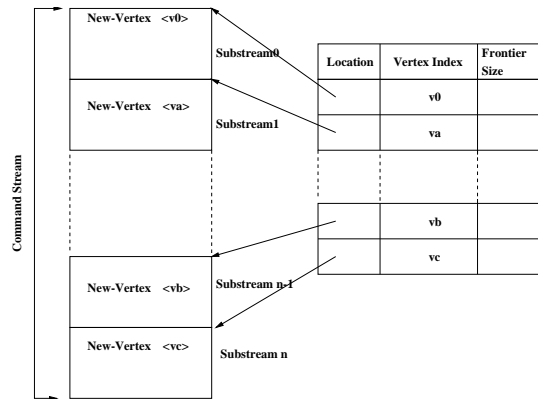 New-Vertex <v0>
Substream0
New-Vertex <va>
Substream1
Command Stream
New-Vertex <vb>
Substream n-1
New-Vertex <vc>
Substream n
Location Vertex Index Frontier Size
v0
va
vb
vc